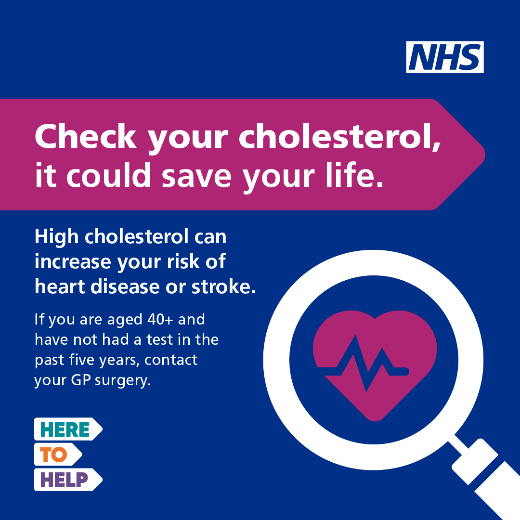 NHS
Check your cholesterol,
it could save your life.
High cholesterol can
increase your risk of
heart disease or stroke.
If you are aged 40+ and
have not had a test in the
past five years, contact
your GP surgery.
HERE
TO
HELP